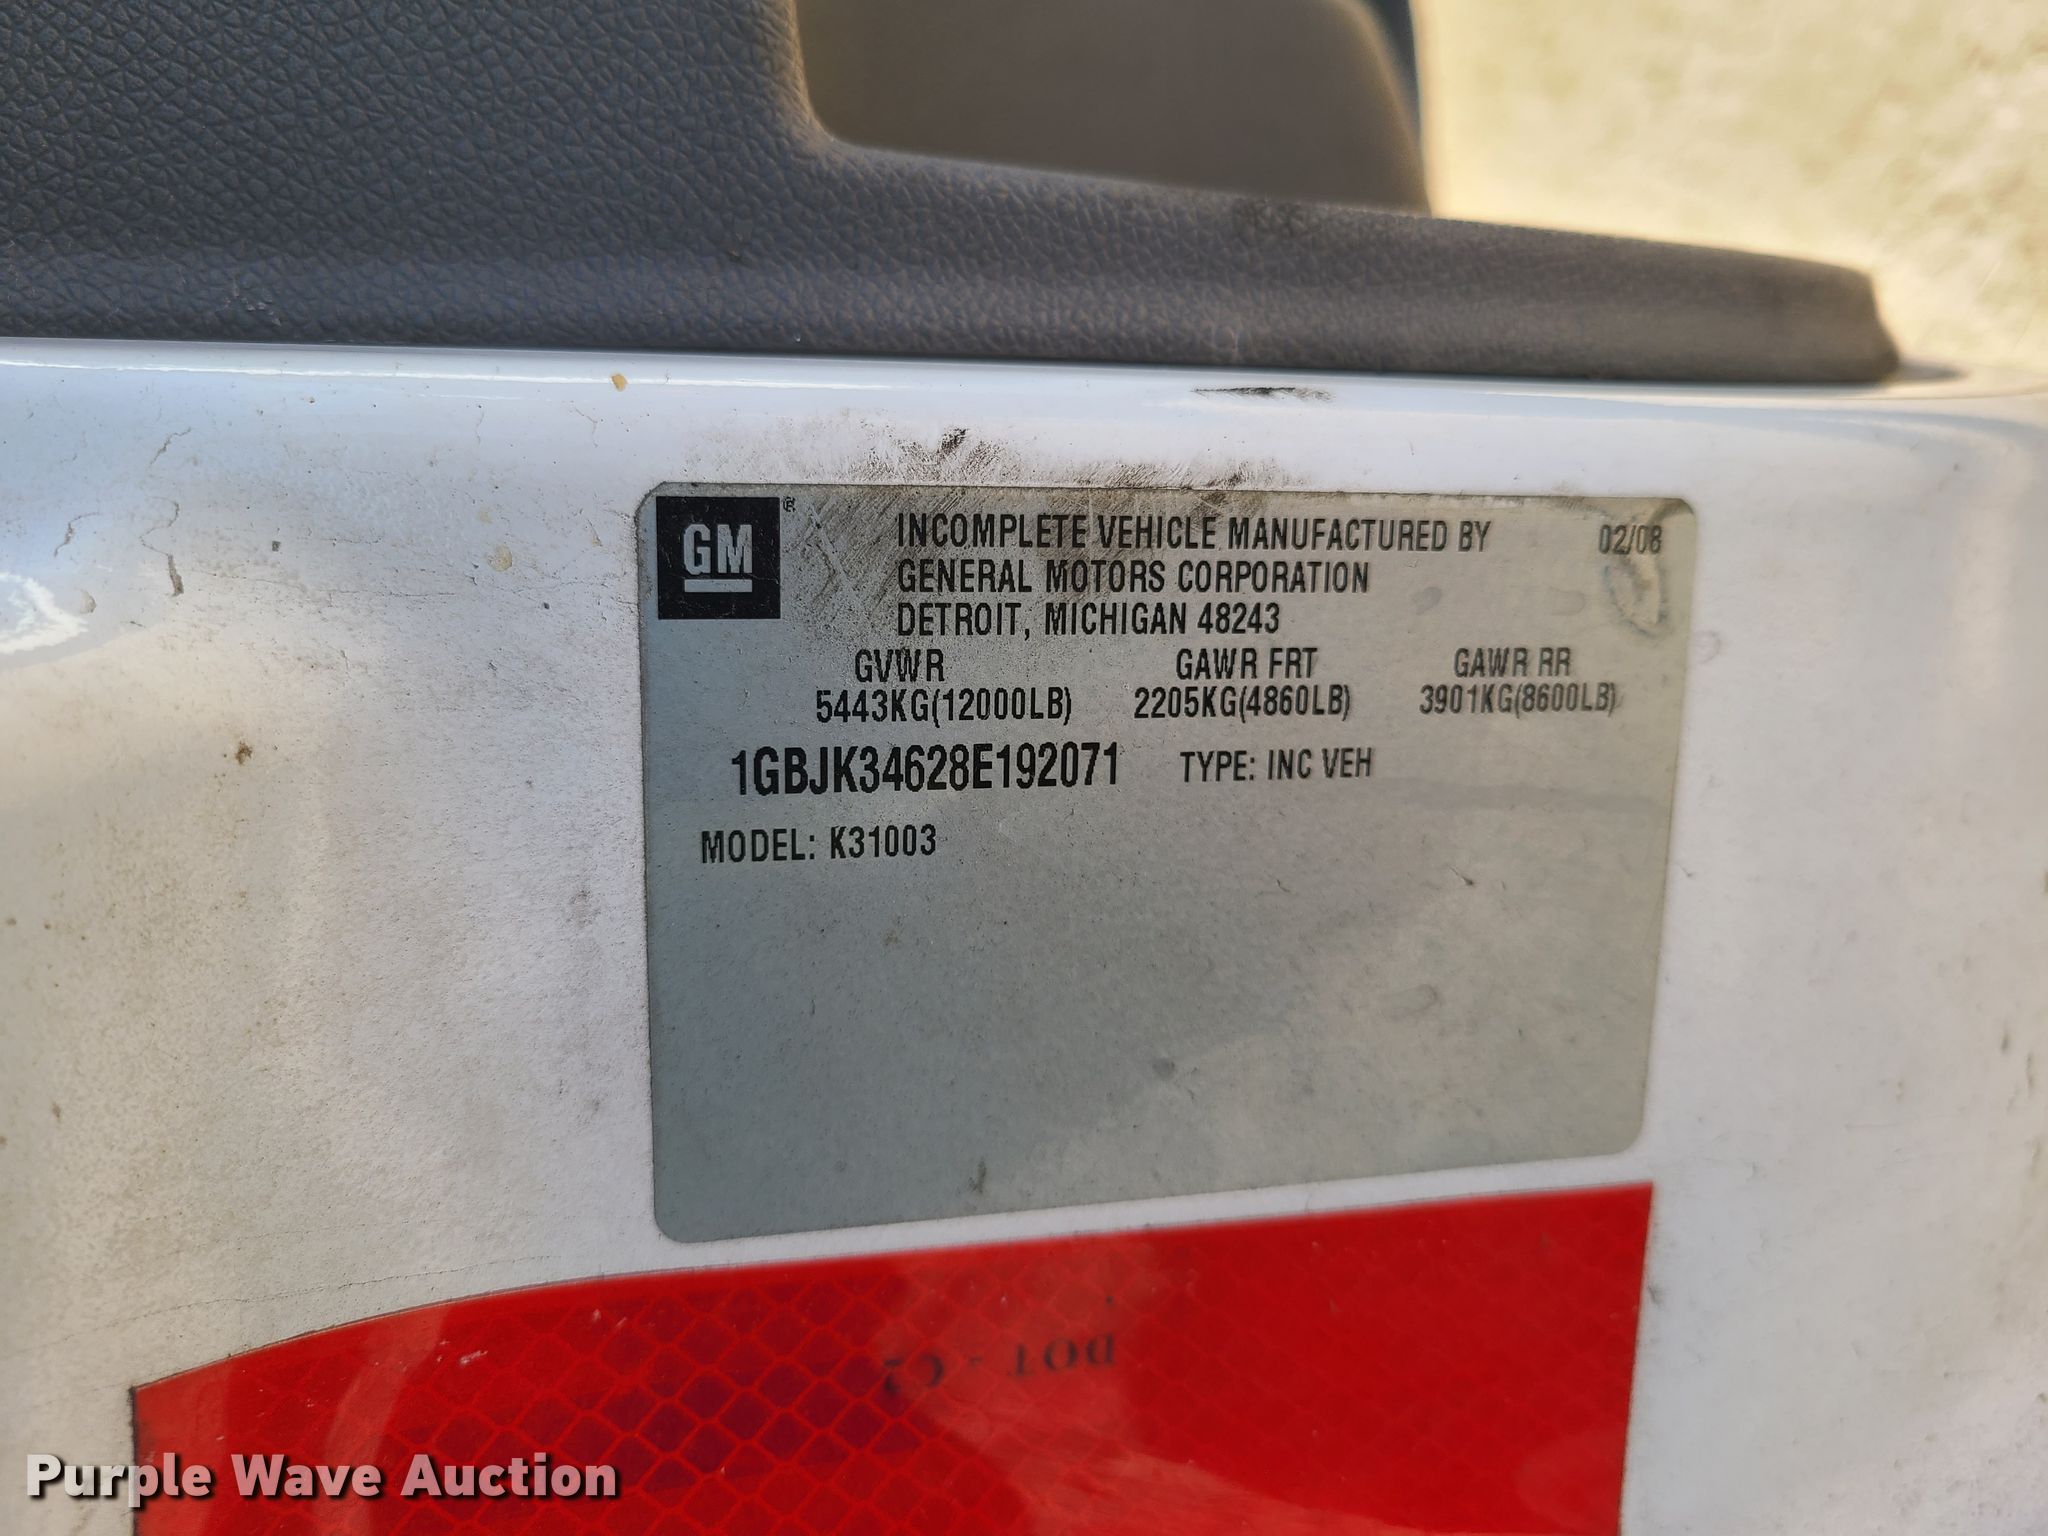 GM ®
INCOMPLETE VEHICLE MANUFACTURED BY 02/08
GENERAL MOTORS CORPORATION
DETROIT, MICHIGAN 48243
GVWR GAWR FRT GAWR RR
5443KG(12000LB) 2205KG(4860LB) 3901KG(8600LB)
1GBJK34628E192071 TYPE: INC VEH
MODEL: K31003
DOT - C2
Purple Wave Auction